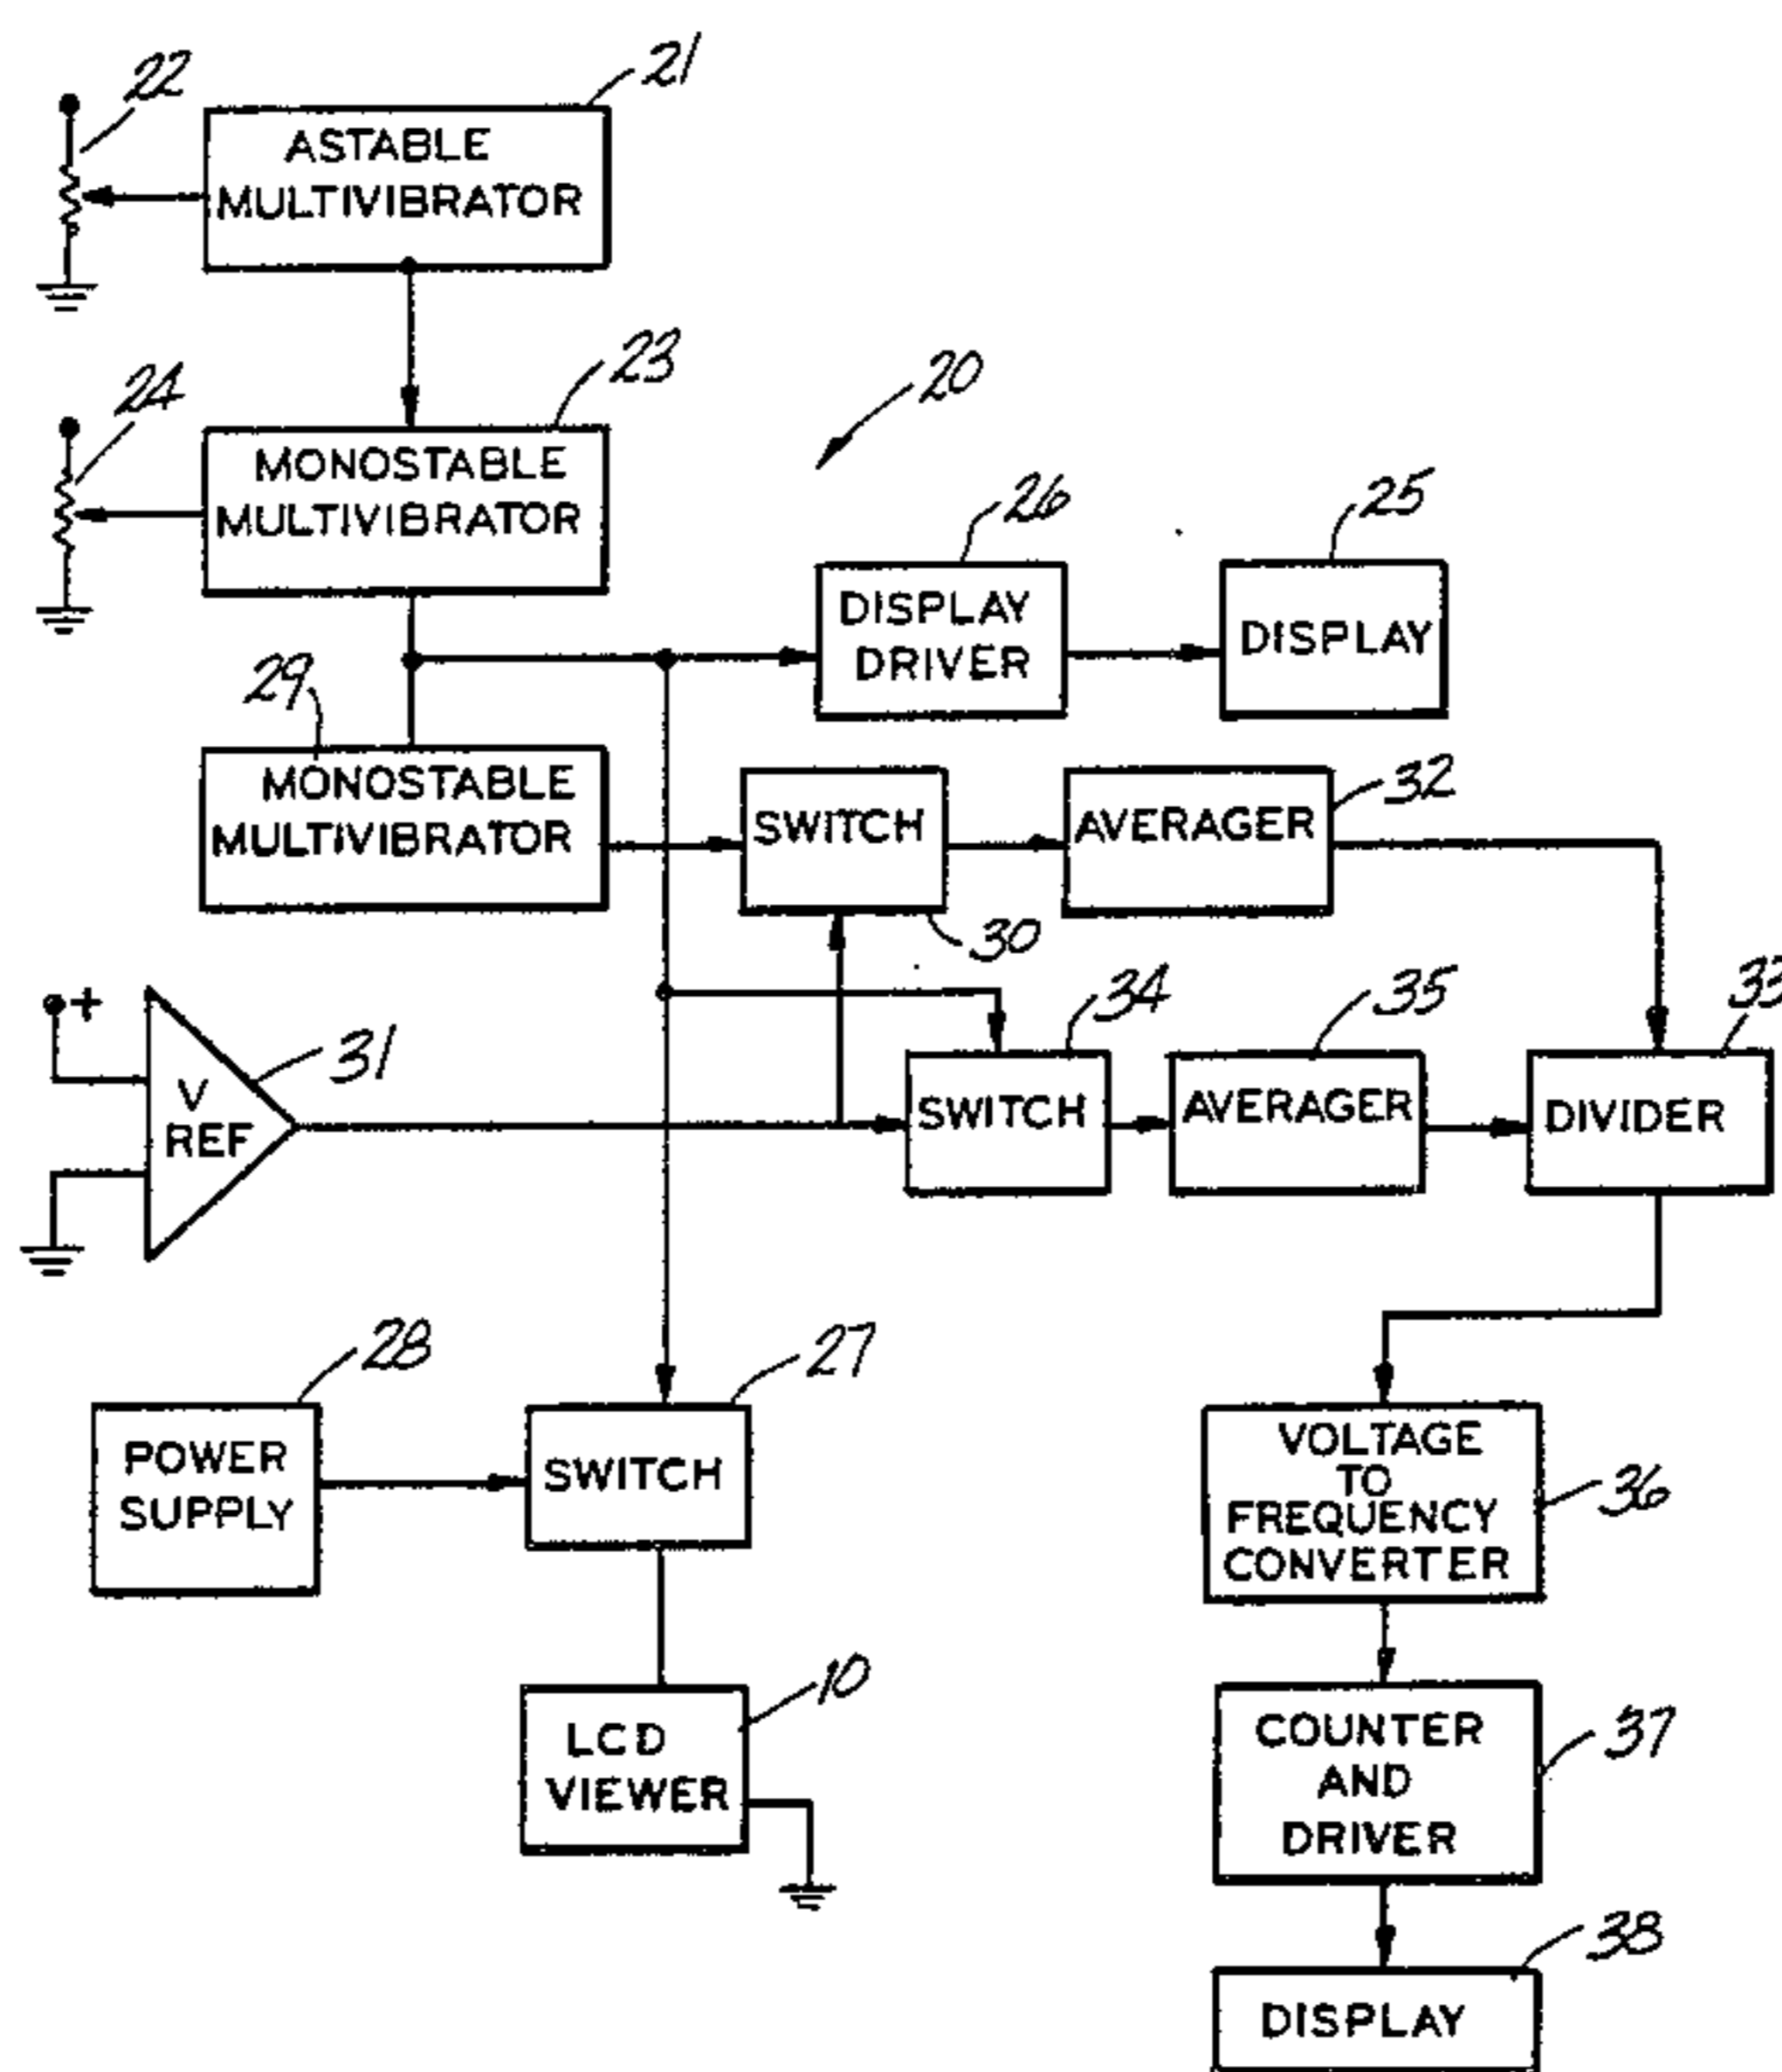 22
21
ASTABLE
MULTIVIBRATOR
24
23
MONOSTABLE
MULTIVIBRATOR
20
26
DISPLAY
DRIVER
25
DISPLAY
29
MONOSTABLE
MULTIVIBRATOR
SWITCH
30
AVERAGER
32
+
V
REF
31
34
SWITCH
35
AVERAGER
33
DIVIDER
28
POWER
SUPPLY
27
SWITCH
VOLTAGE
TO
FREQUENCY
CONVERTER
36
10
LCD
VIEWER
COUNTER
AND
DRIVER
37
38
DISPLAY